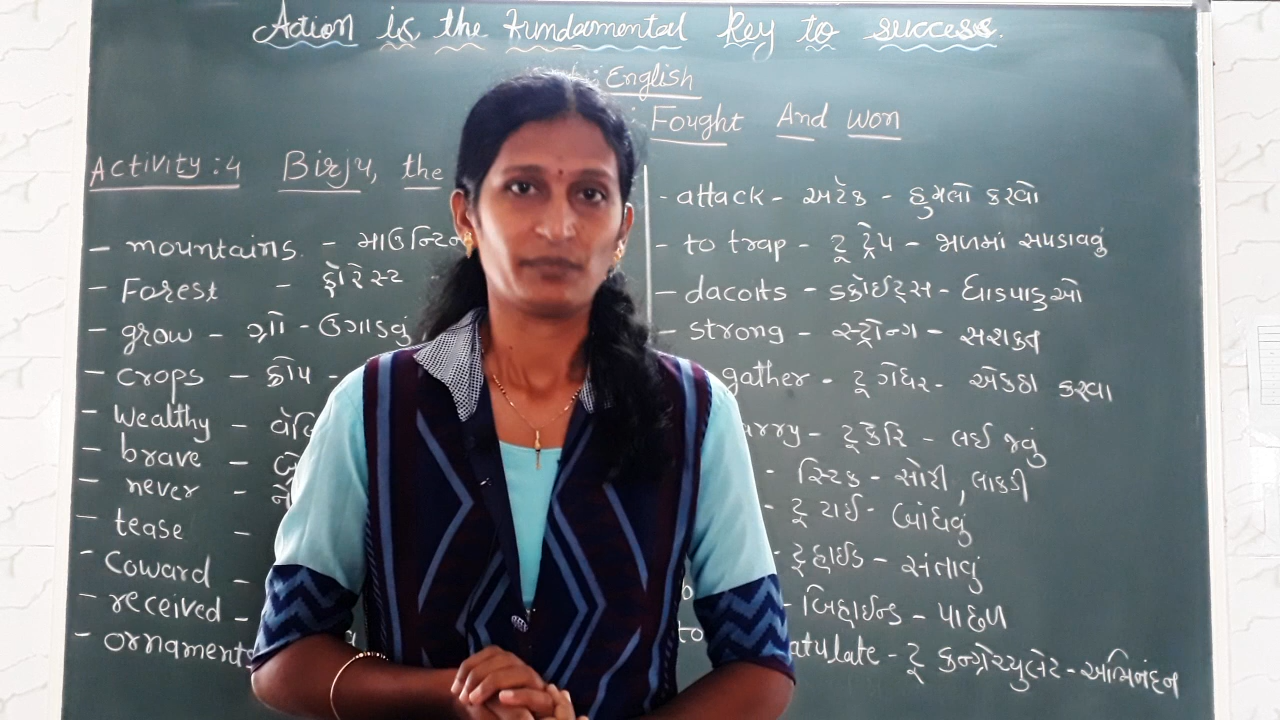 Action is the Fundamental Key to success.
English
Fought And Won
Activity : 4 Birju, the
- mountains. - માઉન્ટિન
- Forest - ફોરેસ્ટ
- grow - ગ્રો - ઉગાડવું
- crops - ક્રોપ -
- Wealthy -
- brave -
- never -
- tease -
- Coward -
- received -
- ornaments
- attack - અટેક - હુમલો કરવો
- to trap - ટૂ ટ્રેપ - જાળમાં સપડાવવું
- dacoits - ડકોઈટ્સ - ધાડપાડુઓ
- strong - સ્ટ્રોન્ગ - સશક્ત
gather - ટૂ ગેધર - એકઠા કરવા
arry - ટૂ કેરિ - લઈ જવું
- સ્ટિક - સોટી, લાકડી
- ટૂ ટાઈ - બાંધવું
- ટૂ હાઈડ - સંતાવું
- બિહાઈન્ડ - પાછળ
to atulate - ટૂ કન્ગ્રેચ્યુલેટ - અભિનંદન